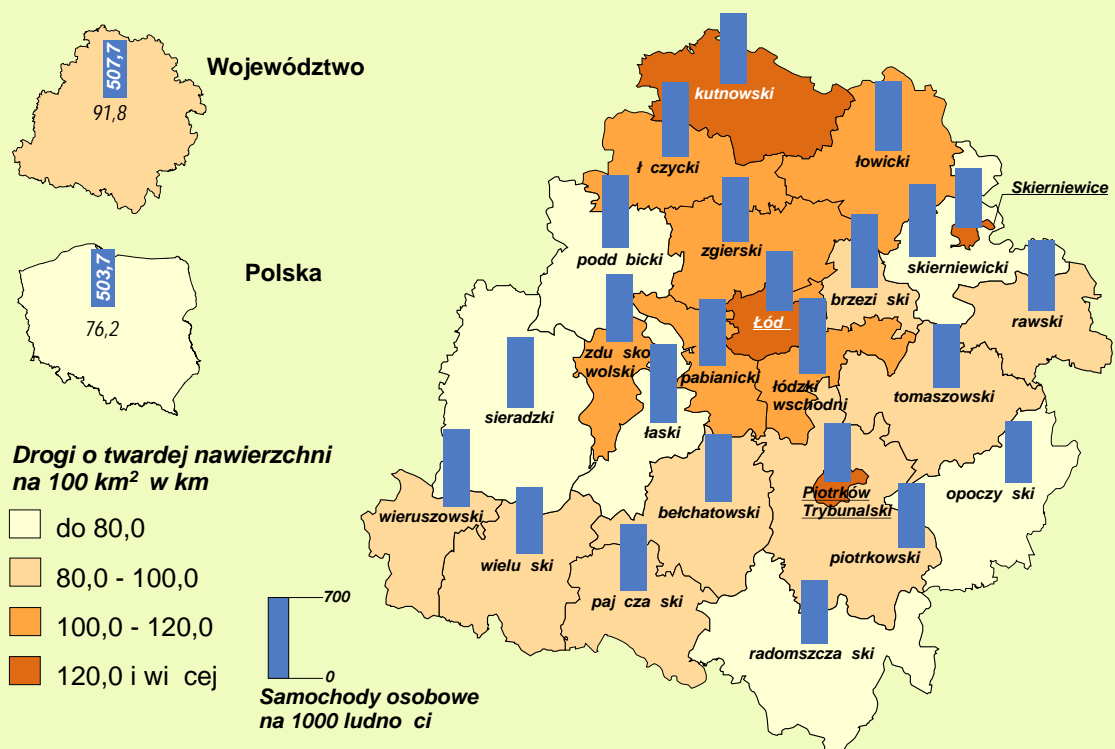 507,7
Województwo
91,8
503,7
Polska
76,2
Drogi o twardej nawierzchni
na 100 km² w km
do 80,0
80,0 - 100,0
100,0 - 120,0
120,0 i wi cej
700
0
Samochody osobowe
na 1000 ludno ci
kutnowski
ł czycki
łowicki
Skierniewice
podd bicki
zgierski
skierniewicki
brzezi ski
rawski
Łód
zdu sko
wolski
pabianicki
łódzki
wschodni
tomaszowski
sieradzki
łaski
wieruszowski
bełchatowski
Piotrków
Trybunalski
opoczy ski
piotrkowski
wielu ski
paj cza ski
radomszcza ski